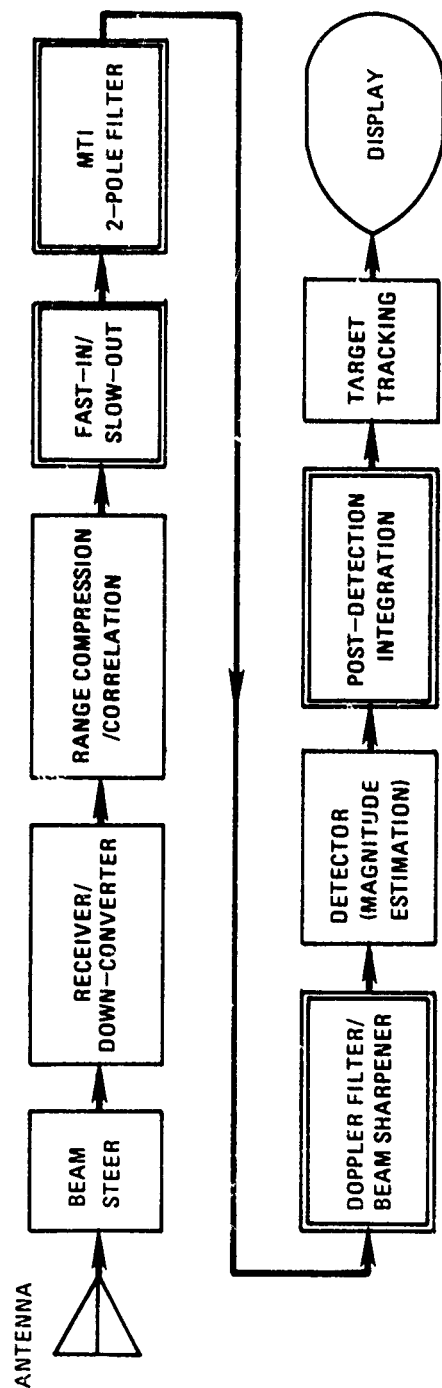 ANTENNA
BEAM
STEER
RECEIVER/
DOWN-CONVERTER
RANGE COMPRESSION
/CORRELATION
FAST-IN/
SLOW-OUT
MTI
2-POLE FILTER
DOPPLER FILTER/
BEAM SHARPENER
DETECTOR
(MAGNITUDE
ESTIMATION)
POST-DETECTION
INTEGRATION
TARGET
TRACKING
DISPLAY